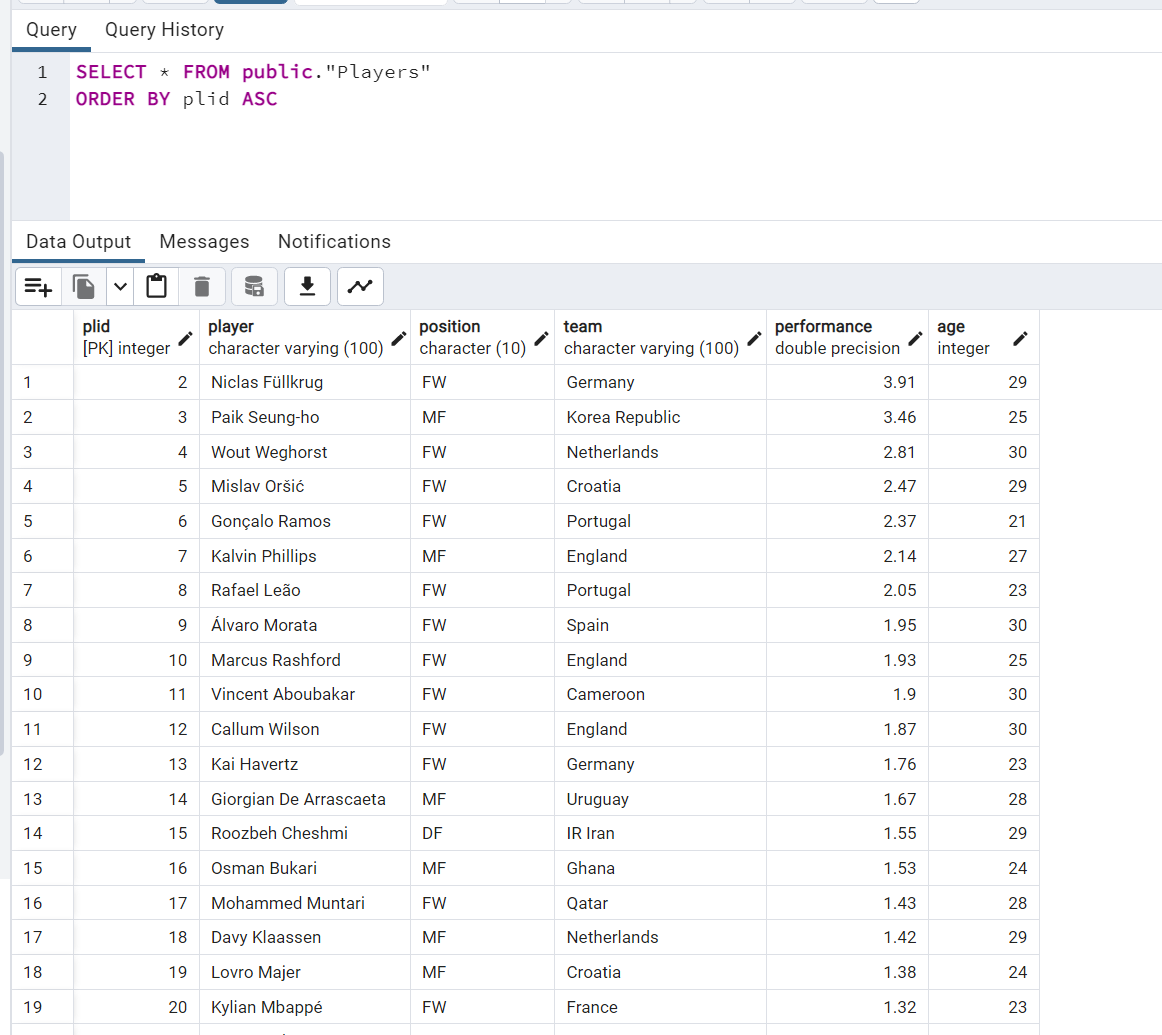 Query Query History
1 SELECT * FROM public."Players"
2 ORDER BY plid ASC
Data Output Messages Notifications
plid player position team performance age
[PK] integer character varying (100) character (10) character varying (100) double precision integer
1 2 Niclas Füllkrug FW Germany 3.91 29
2 3 Paik Seung-ho MF Korea Republic 3.46 25
3 4 Wout Weghorst FW Netherlands 2.81 30
4 5 Mislav Oršić FW Croatia 2.47 29
5 6 Gonçalo Ramos FW Portugal 2.37 21
6 7 Kalvin Phillips MF England 2.14 27
7 8 Rafael Leão FW Portugal 2.05 23
8 9 Álvaro Morata FW Spain 1.95 30
9 10 Marcus Rashford FW England 1.93 25
10 11 Vincent Aboubakar FW Cameroon 1.9 30
11 12 Callum Wilson FW England 1.87 30
12 13 Kai Havertz FW Germany 1.76 23
13 14 Giorgian De Arrascaeta MF Uruguay 1.67 28
14 15 Roozbeh Cheshmi DF IR Iran 1.55 29
15 16 Osman Bukari MF Ghana 1.53 24
16 17 Mohammed Muntari FW Qatar 1.43 28
17 18 Davy Klaassen MF Netherlands 1.42 29
18 19 Lovro Majer MF Croatia 1.38 24
19 20 Kylian Mbappé FW France 1.32 23